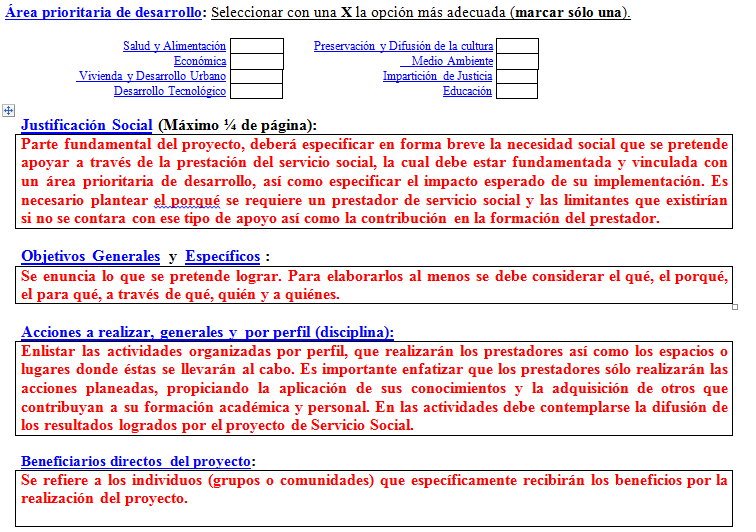 Área prioritaria de desarrollo: Seleccionar con una X la opción más adecuada (marcar sólo una).
Salud y Alimentación
Preservación y Difusión de la cultura
Económica
Medio Ambiente
Vivienda y Desarrollo Urbano
Impartición de Justicia
Desarrollo Tecnológico
Educación
Justificación Social (Máximo ¼ de página):
Parte fundamental del proyecto, deberá especificar en forma breve la necesidad social que se pretende
apoyar a través de la prestación del servicio social, la cual debe estar fundamentada y vinculada con
un área prioritaria de desarrollo, así como especificar el impacto esperado de su implementación. Es
necesario plantear el porqué se requiere un prestador de servicio social y las limitantes que existirían
si no se contara con ese tipo de apoyo así como la contribución en la formación del prestador.
Objetivos Generales y Específicos :
Se enuncia lo que se pretende lograr. Para elaborarlos al menos se debe considerar el qué, el porqué,
el para qué, a través de qué, quién y a quiénes.
Acciones a realizar, generales y por perfil (disciplina):
Enlistar las actividades organizadas por perfil, que realizarán los prestadores así como los espacios o
lugares donde éstas se llevarán al cabo. Es importante enfatizar que los prestadores sólo realizarán las
acciones planeadas, propiciando la aplicación de sus conocimientos y la adquisición de otros que
contribuyan a su formación académica y personal. En las actividades debe contemplarse la difusión de
los resultados logrados por el proyecto de Servicio Social.
Beneficiarios directos del proyecto:
Se refiere a los individuos (grupos o comunidades) que específicamente recibirán los beneficios por la
realización del proyecto.